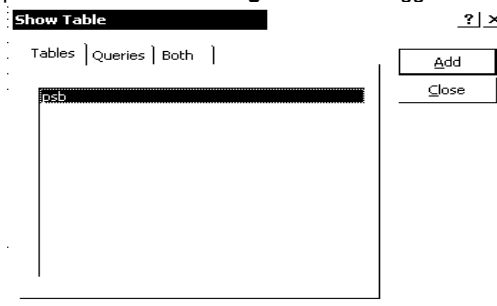 Show Table ? x
Tables Queries Both
Add
Close
psb